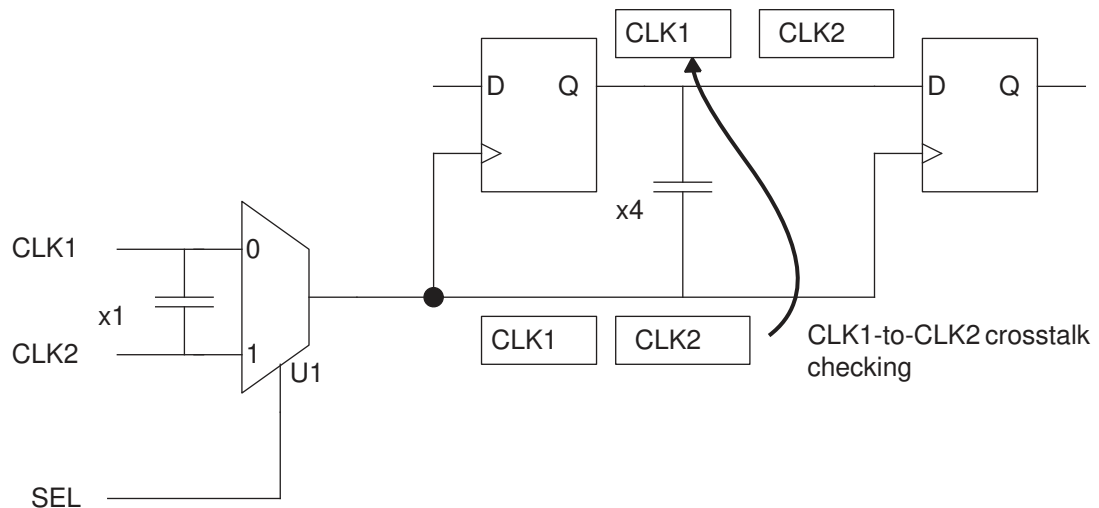 CLK1 CLK2
D Q D Q
x4
CLK1 0
x1
CLK2 1
U1
CLK1 CLK2
CLK1-to-CLK2 crosstalk
checking
SEL